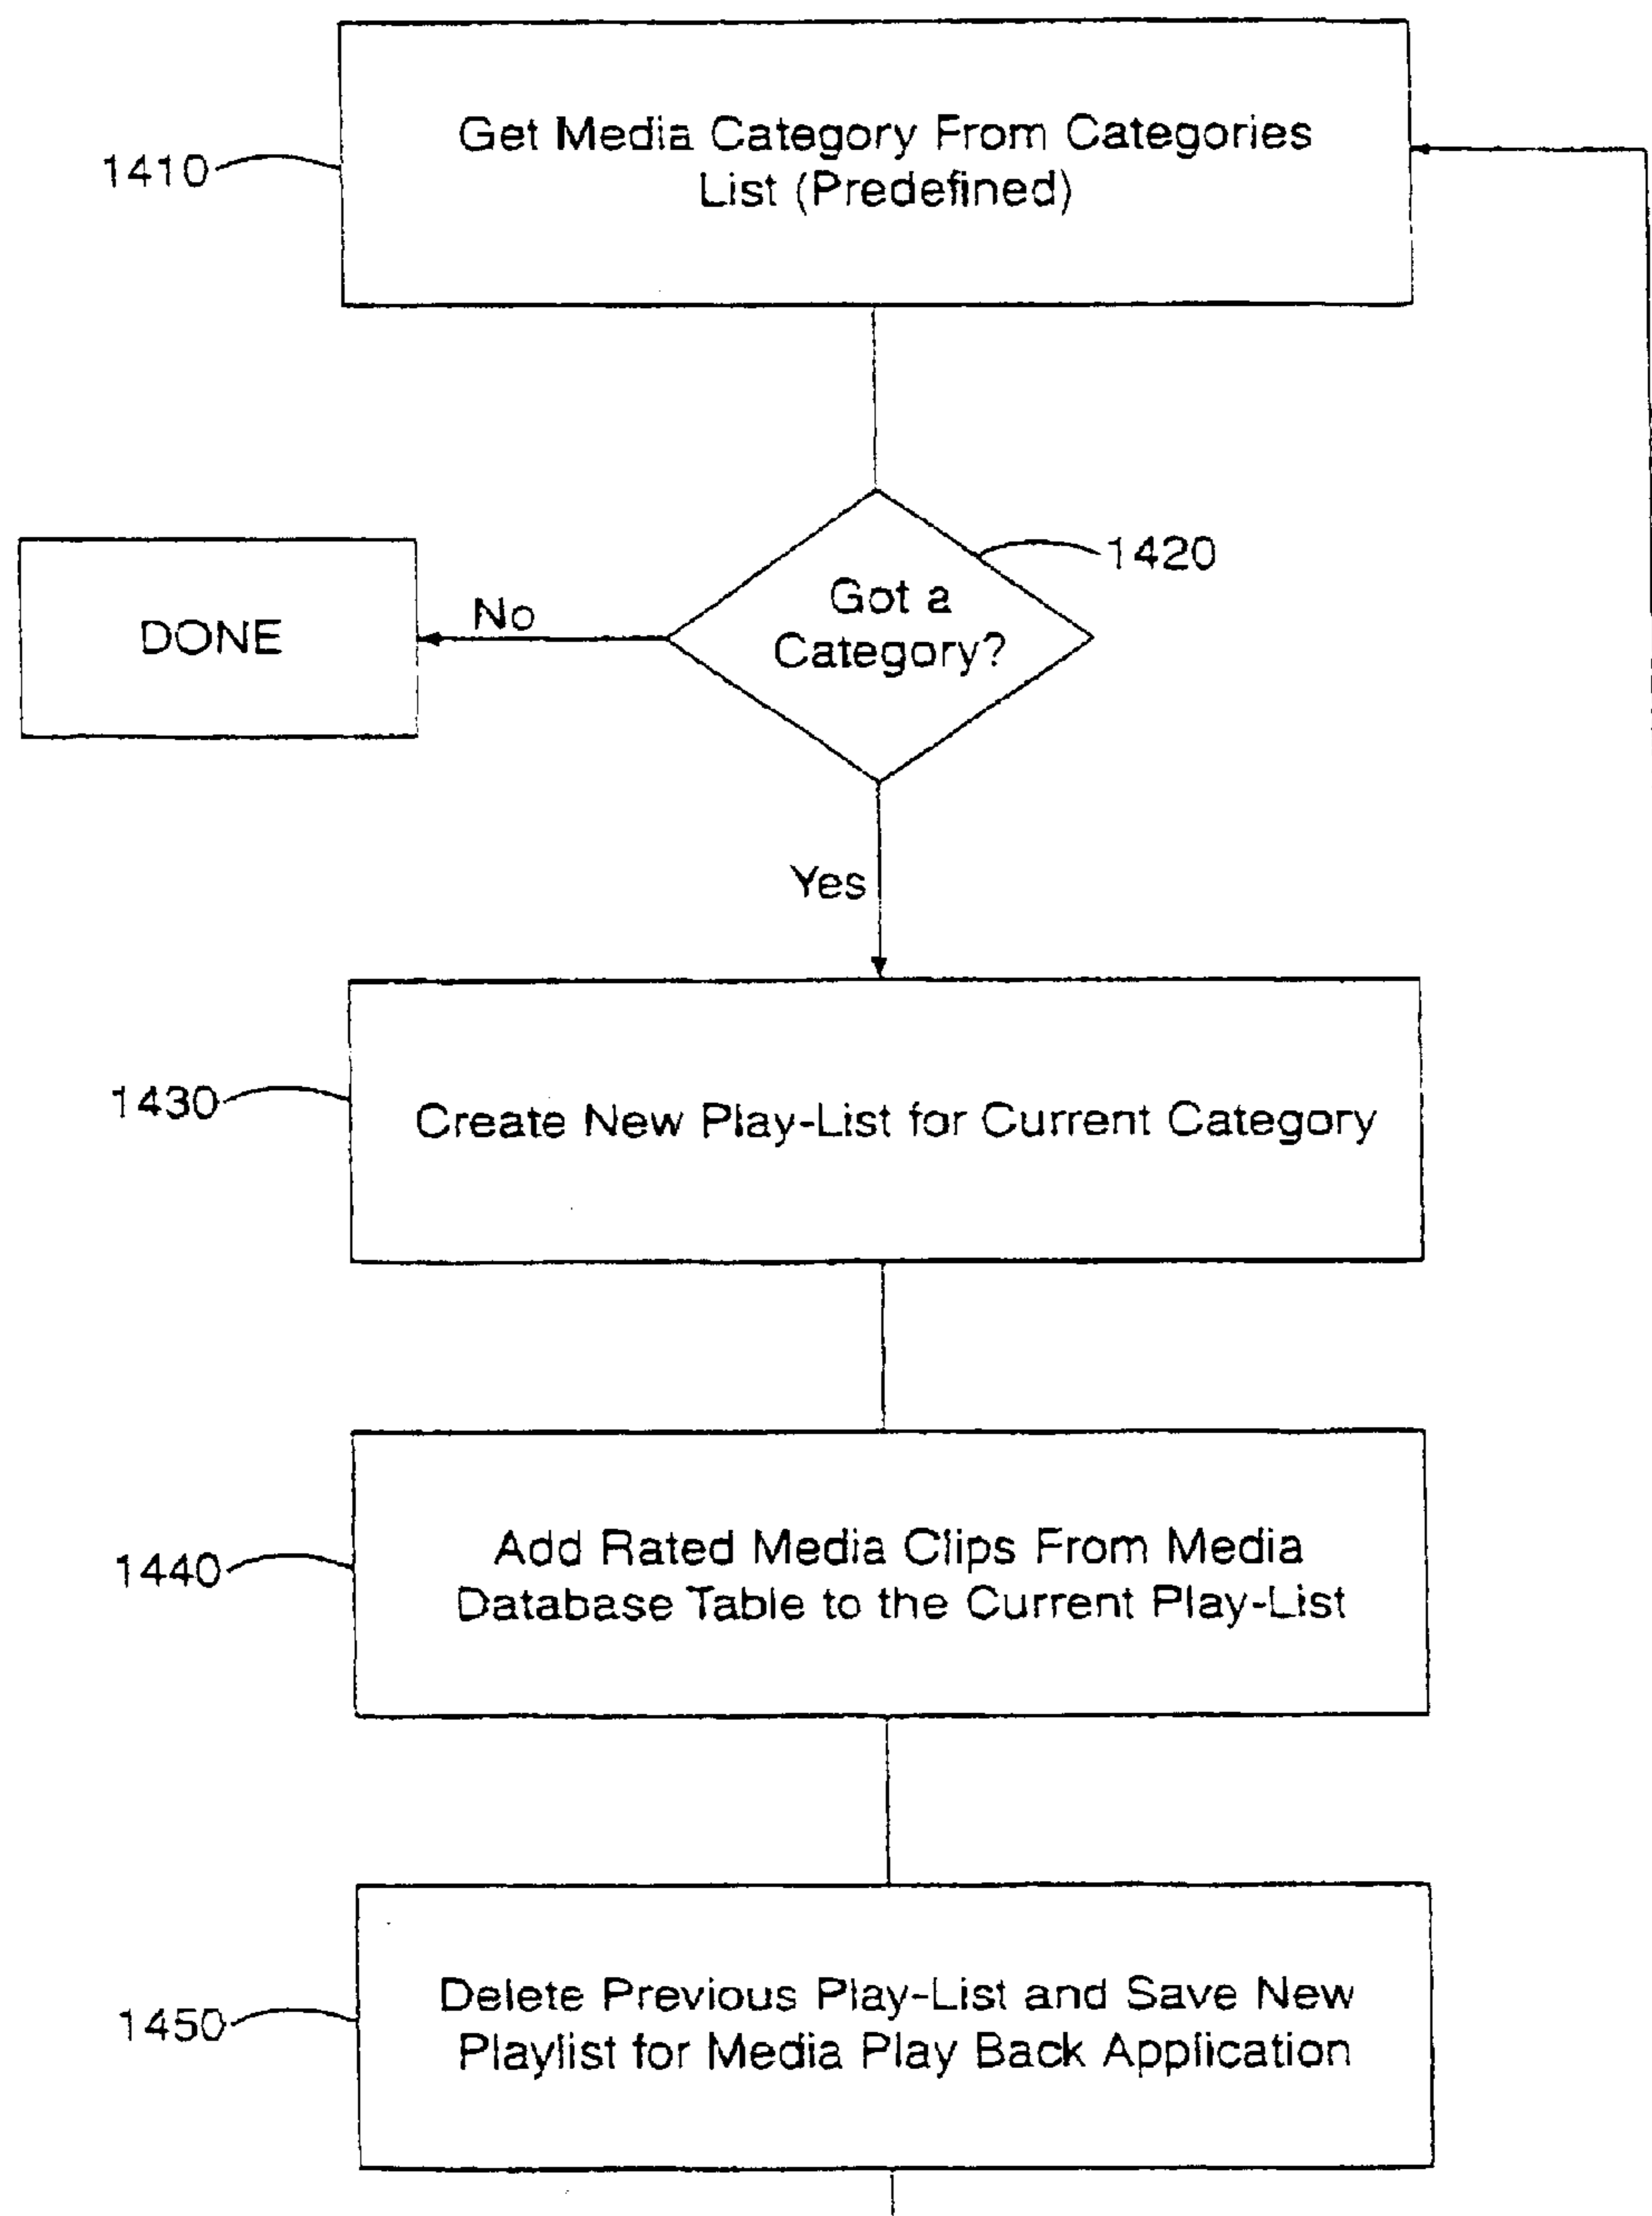 1410
Get Media Category From Categories
List (Predefined)
1420
Got a
Category?
No
DONE
Yes
1430
Create New Play-List for Current Category
1440
Add Rated Media Clips From Media
Database Table to the Current Play-List
1450
Delete Previous Play-List and Save New
Playlist for Media Play Back Application